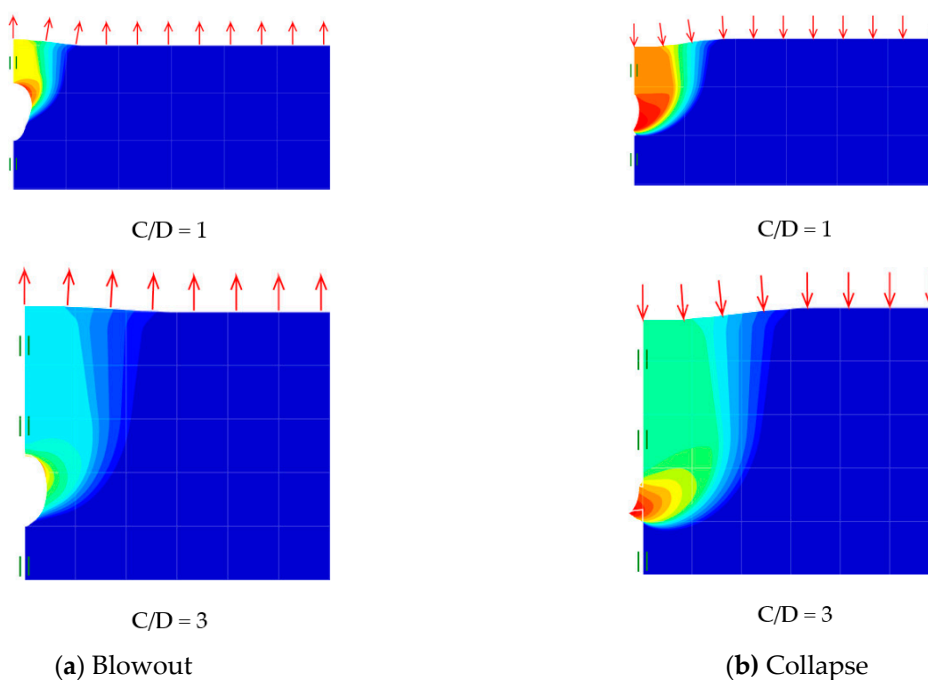 C/D = 1
C/D = 1
C/D = 3
C/D = 3
(a) Blowout
(b) Collapse